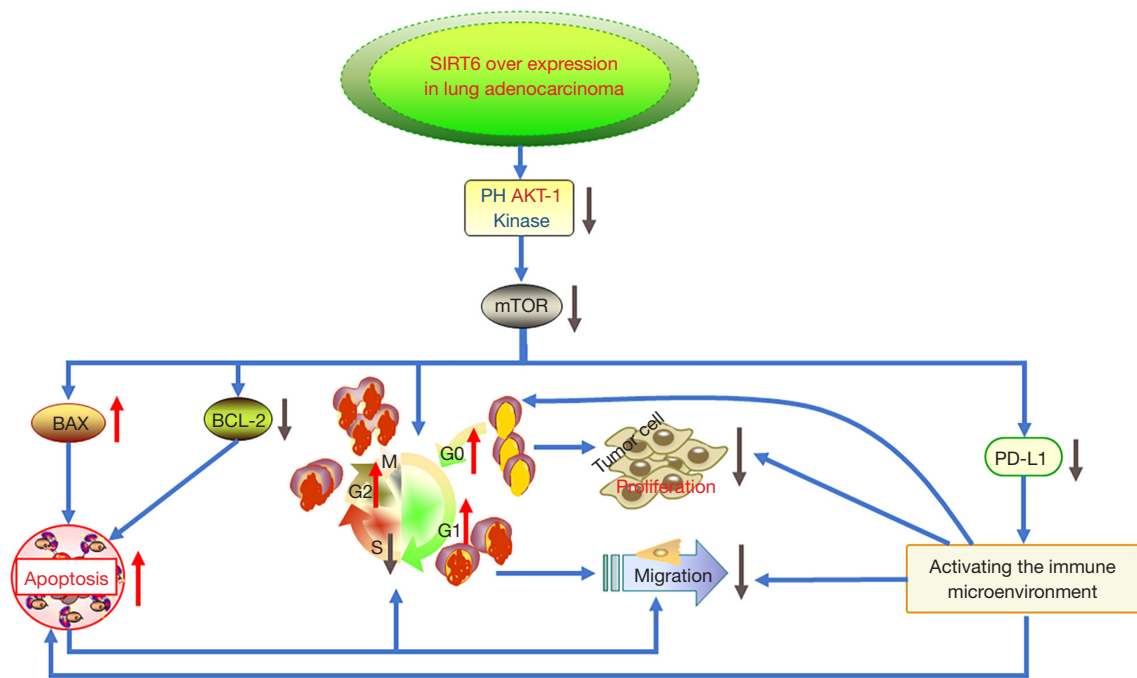 SIRT6 over expression
in lung adenocarcinoma
PH AKT-1
Kinase
mTOR
BAX
BCL-2
M
G0
G2
G1
S
Tumor cell
Proliferation
PD-L1
Apoptosis
Migration
Activating the immune
microenvironment